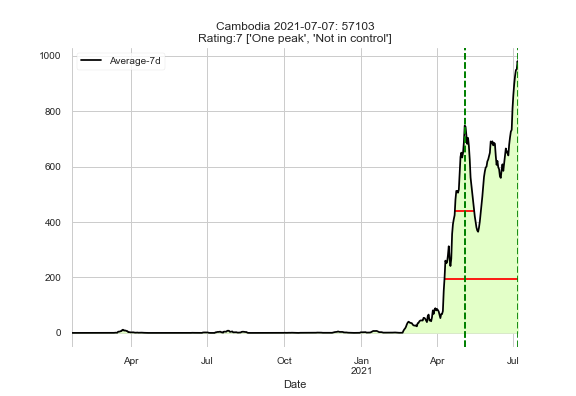 Cambodia 2021-07-07: 57103
Rating:7 ['One peak', 'Not in control']
1000
Average-7d
800
600
400
200
0
Apr Jul Oct Jan Apr Jul
2021
Date